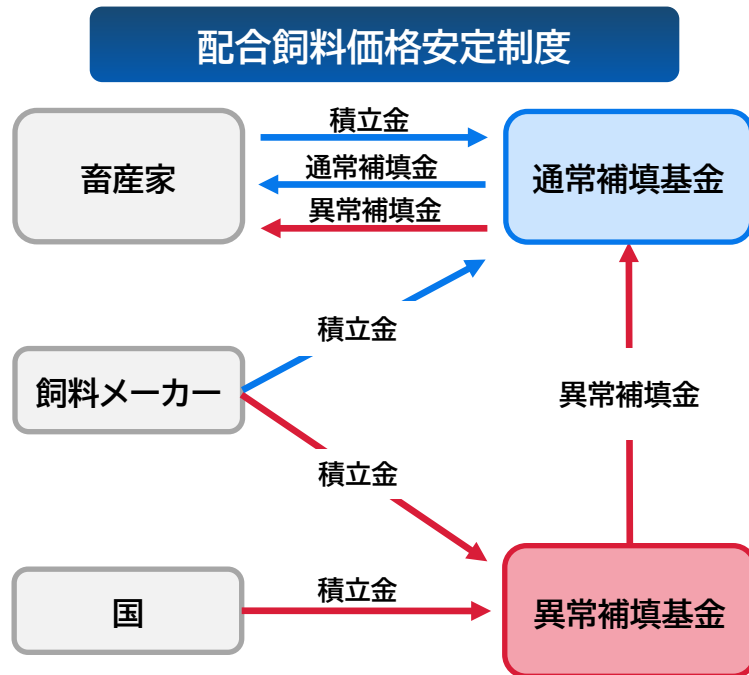 配合飼料価格安定制度
畜産家
積立金
通常補填金
異常補填金
通常補填基金
積立金
飼料メーカー
異常補填金
積立金
国
積立金
異常補填基金